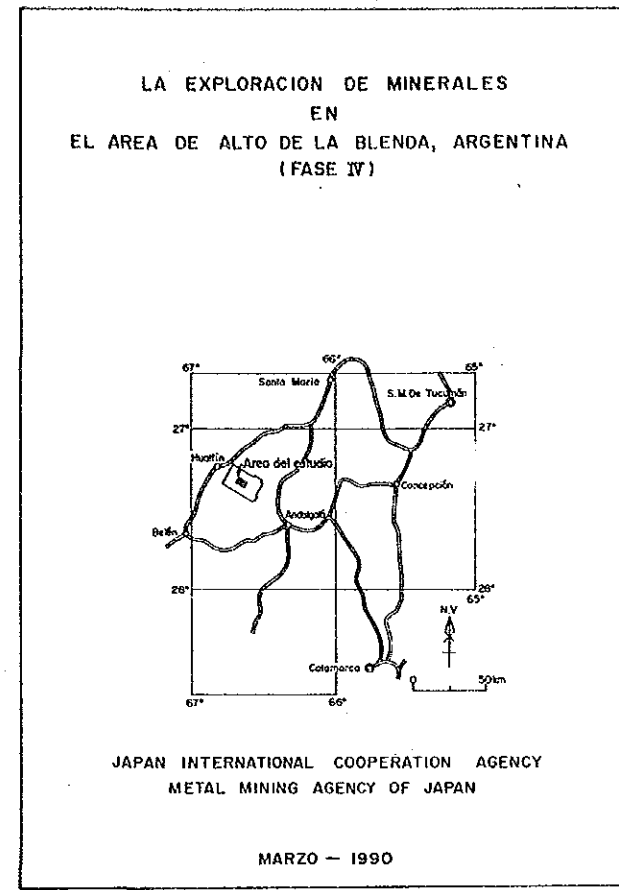 LA EXPLORACION DE MINERALES
EN
EL AREA DE ALTO DE LA BLENDA, ARGENTINA
(FASE IV)
67°
66°
65°
Santa Maria
S.M. De Tucumán
27°
27°
Hualfin
Area del estudio
Concepción
Andalgalá
Belén
28°
28°
65°
N.V
Catamarca
0
50km
67°
66°
JAPAN INTERNATIONAL COOPERATION AGENCY
METAL MINING AGENCY OF JAPAN
MARZO — 1990